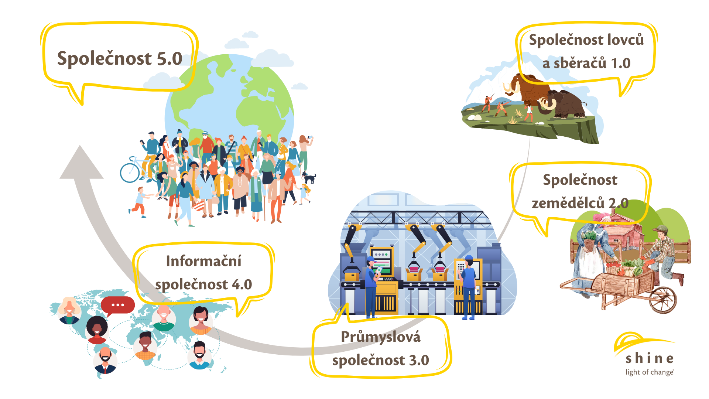 Společnost 5.0
Společnost lovců
a sběračů 1.0
Společnost
zemědělců 2.0
Informační
společnost 4.0
Průmyslová
společnost 3.0
shine
light of change